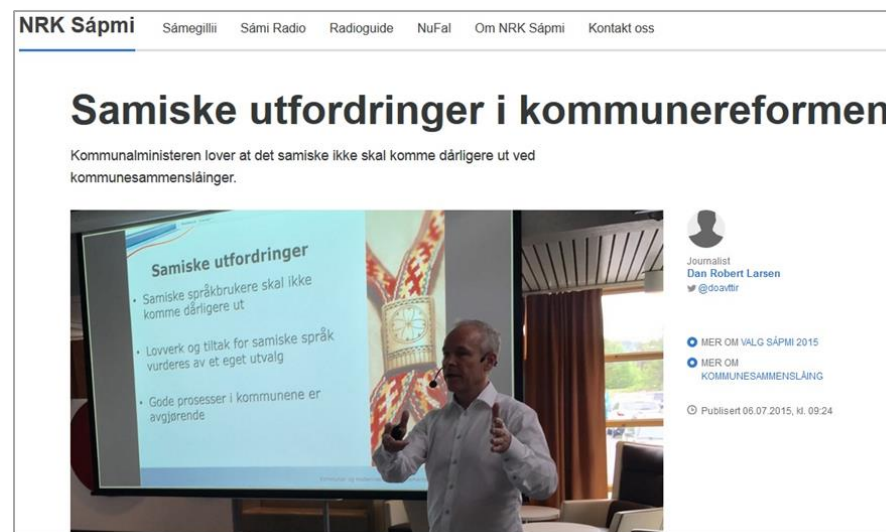 NRK Sápmi Sámegillii Sámi Radio Radioguide NuFal Om NRK Sápmi Kontakt oss
Samiske utfordringer i kommunereformen
Kommunalministeren lover at det samiske ikke skal komme dårligere ut ved
kommunesammenslåinger.
Samiske utfordringer
• Samiske språkbrukere skal ikke
komme dårligere ut
• Lovverk og tiltak for samiske språk
vurderes av et eget utvalg
• Gode prosesser i kommunene er
avgjørende
Journalist
Dan Robert Larsen
@doavttir
MER OM VALG SÁPMI 2015
MER OM
KOMMUNESAMMENSLÅING
Publisert 06.07.2015, kl. 09:24